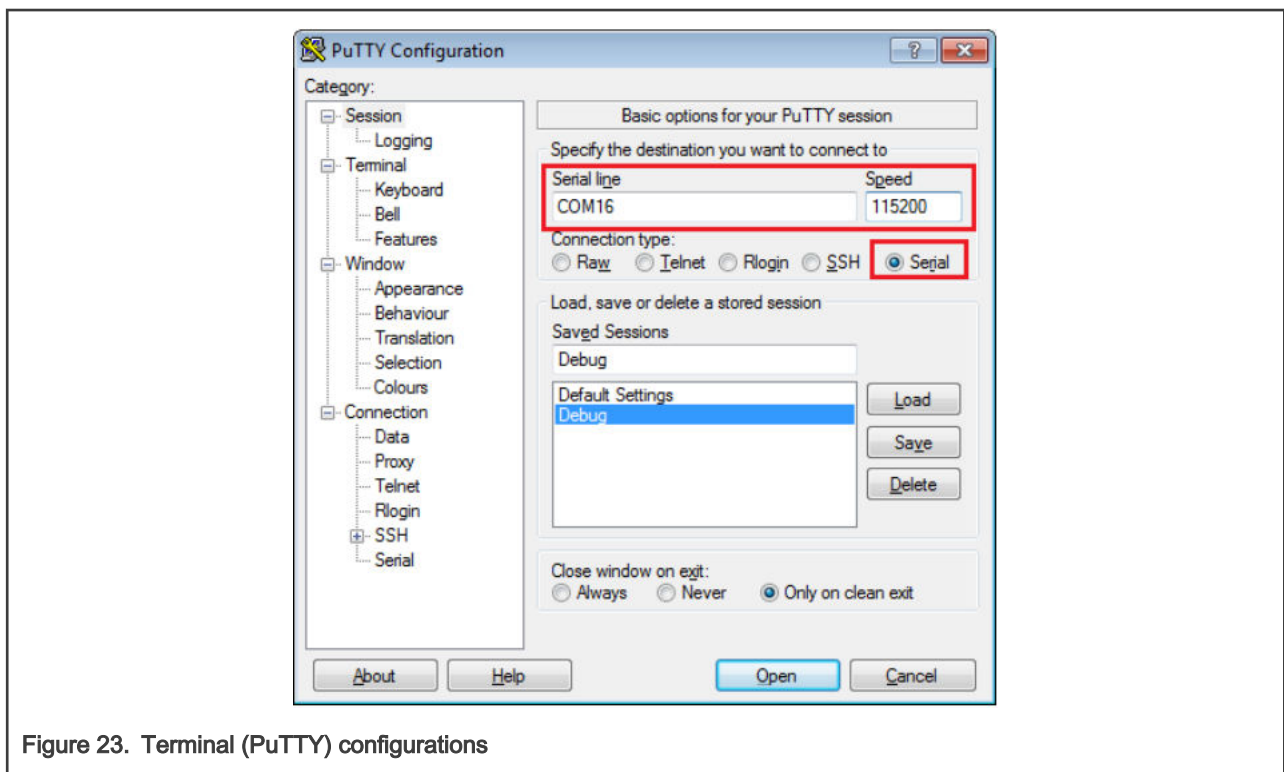 PuTTY Configuration
Category:
Session
Logging
Terminal
Keyboard
Bell
Features
Window
Appearance
Behaviour
Translation
Selection
Colours
Connection
Data
Proxy
Telnet
Rlogin
SSH
Serial
Basic options for your PuTTY session
Specify the destination you want to connect to
Serial line Speed
COM16 115200
Connection type:
Raw Telnet Rlogin SSH Serial
Load, save or delete a stored session
Saved Sessions
Debug
Default Settings
Debug
Load
Save
Delete
Close window on exit:
Always Never Only on clean exit
About Help Open Cancel
Figure 23. Terminal (PuTTY) configurations